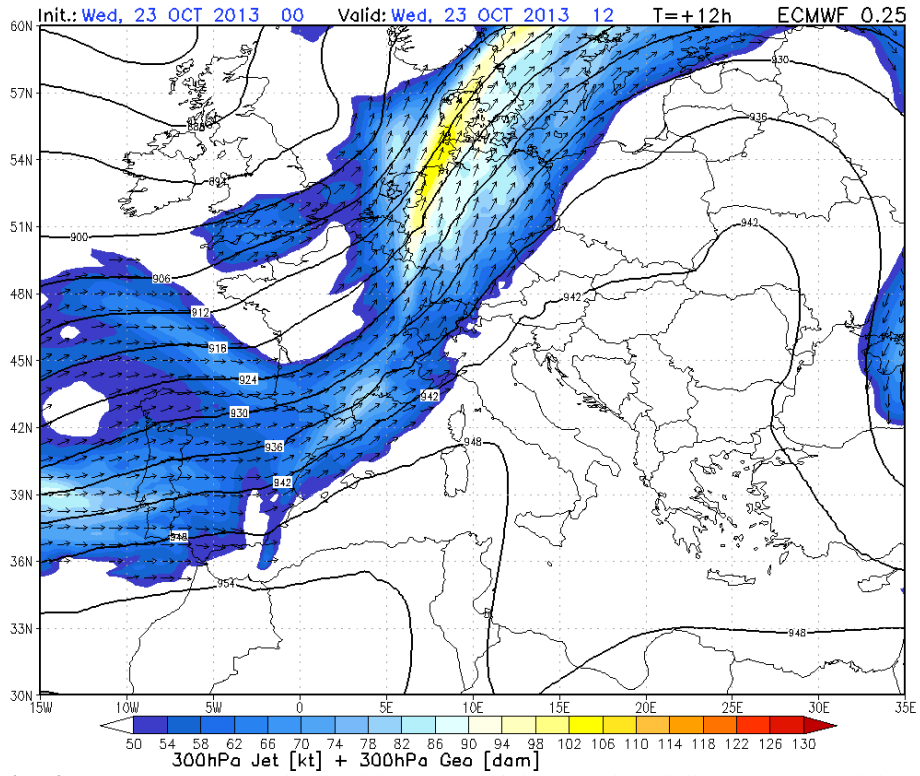 Init.: Wed, 23 OCT 2013 00 Valid: Wed, 23 OCT 2013 12 T=+12h ECMWF 0.25
60N
930
57N
936
888
54N
894
942
51N
900
906
48N
942
912
918
45N
924
942
930
42N
936
948
942
39N
948
36N
954
33N
948
30N
15W 10W 5W 0 5E 10E 15E 20E 25E 30E 35E
50 54 58 62 66 70 74 78 82 86 90 94 98 102 106 110 114 118 122 126 130
300hPa Jet [kt] + 300hPa Geo [dam]